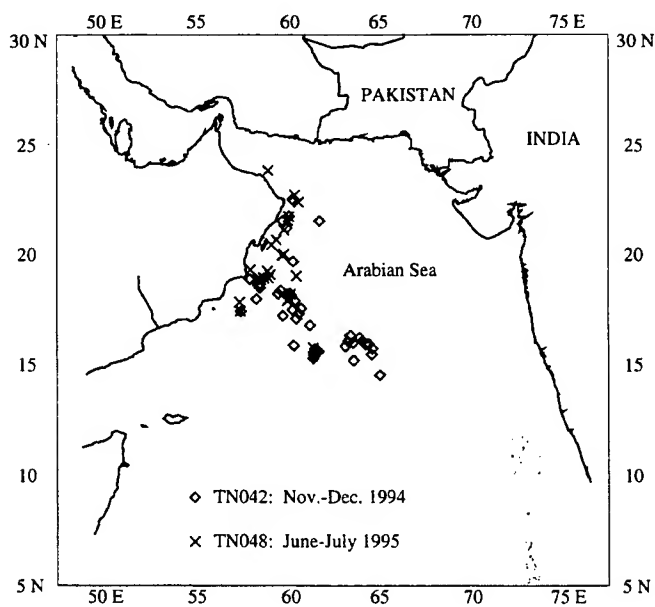 50 E 55 60 65 70 75 E
30 N 30 N
PAKISTAN
25 INDIA 25
20 20
Arabian Sea
15 15
10 10
TN042: Nov.-Dec. 1994
TN048: June-July 1995
5 N 5 N
50 E 55 60 65 70 75 E